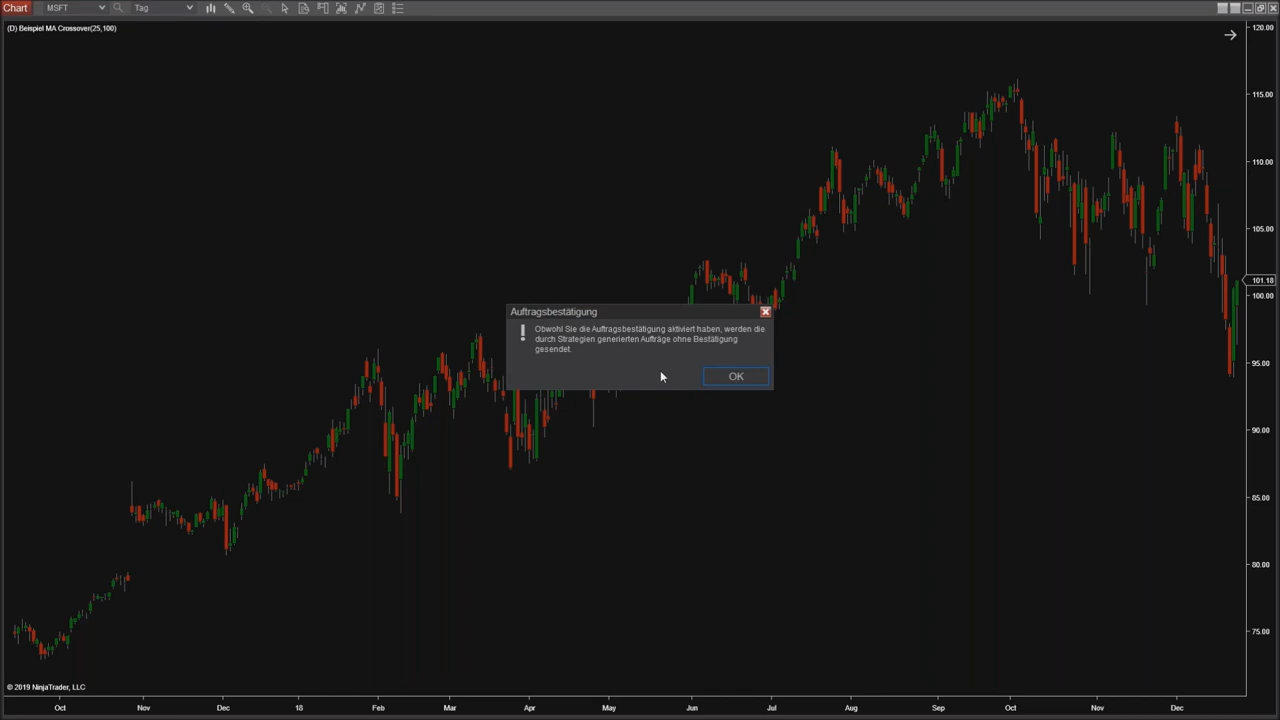 Chart MSFT Tag
(D) Beispiel MA Crossover(25,100)
120.00
115.00
110.00
105.00
101.18
100.00
95.00
90.00
85.00
80.00
75.00
Auftragsbestätigung
Obwohl Sie die Auftragsbestätigung aktiviert haben, werden die
durch Strategien generierten Aufträge ohne Bestätigung
gesendet.
OK
© 2019 NinjaTrader, LLC
Oct Nov Dec 18 Feb Mar Apr May Jun Jul Aug Sep Oct Nov Dec